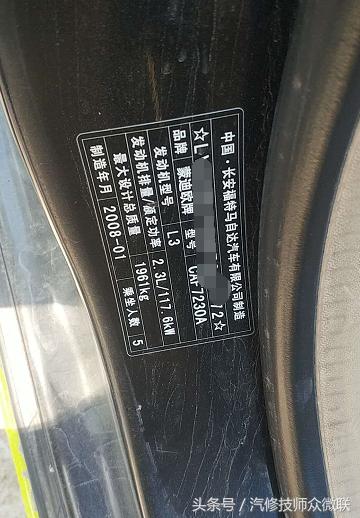 中国·长安福特马自达汽车有限公司制造
☆L 72☆
品牌 蒙迪欧牌 型号 CAF7230A
发动机型号 L3
发动机排量/额定功率 2.3L/117.6kW
最大设计总质量 1961kg
制造年月 2008-01 乘坐人数 5
头条号 / 汽修技师众微联